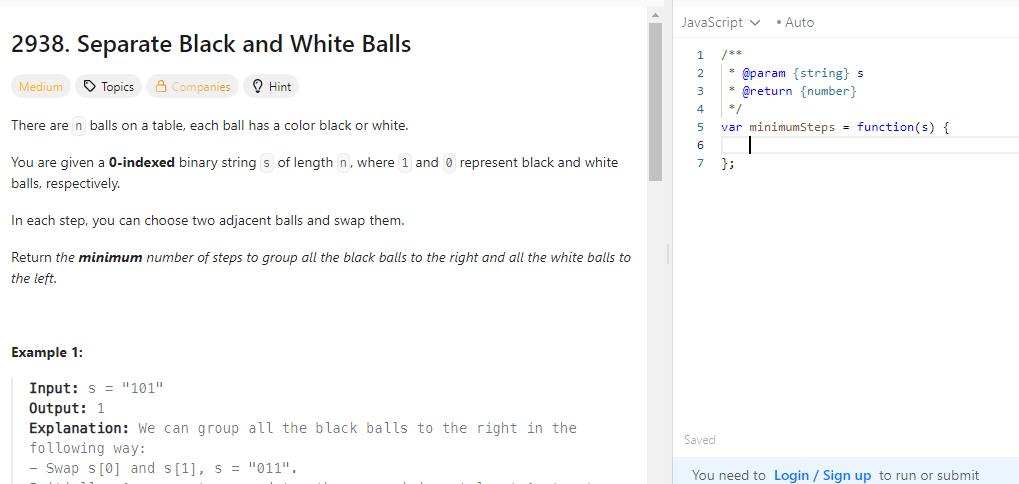 2938. Separate Black and White Balls
Medium Topics Companies Hint
There are n balls on a table, each ball has a color black or white.
You are given a 0-indexed binary string s of length n, where 1 and 0 represent black and white
balls, respectively.
In each step, you can choose two adjacent balls and swap them.
Return the minimum number of steps to group all the black balls to the right and all the white balls to
the left.
Example 1:
Input: s = "101"
Output: 1
Explanation: We can group all the black balls to the right in the
following way:
- Swap s[0] and s[1], s = "011".
JavaScript • Auto
1 /**
2 * @param {string} s
3 * @return {number}
4 */
5 var minimumSteps = function(s) {
6
7 };
Saved
You need to Login / Sign up to run or submit